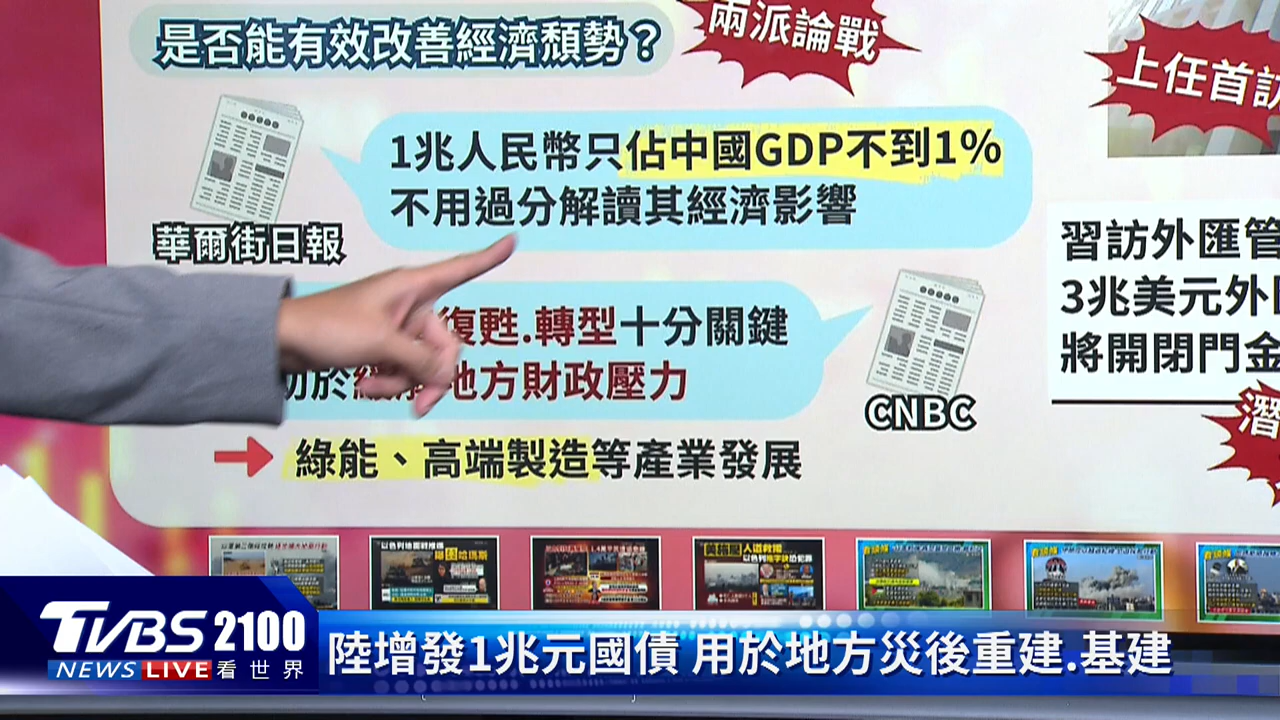 是否能有效改善經濟頹勢？
兩派論戰
上任首訪
1兆人民幣只佔中國GDP不到1%
不用過分解讀其經濟影響
華爾街日報
復甦.轉型十分關鍵
地方財政壓力
CNBC
綠能、高端製造等產業發展
習訪外匯管
3兆美元外
將開閉門金
潛
TVBS 2100
NEWS LIVE 看世界
陸增發1兆元國債 用於地方災後重建.基建